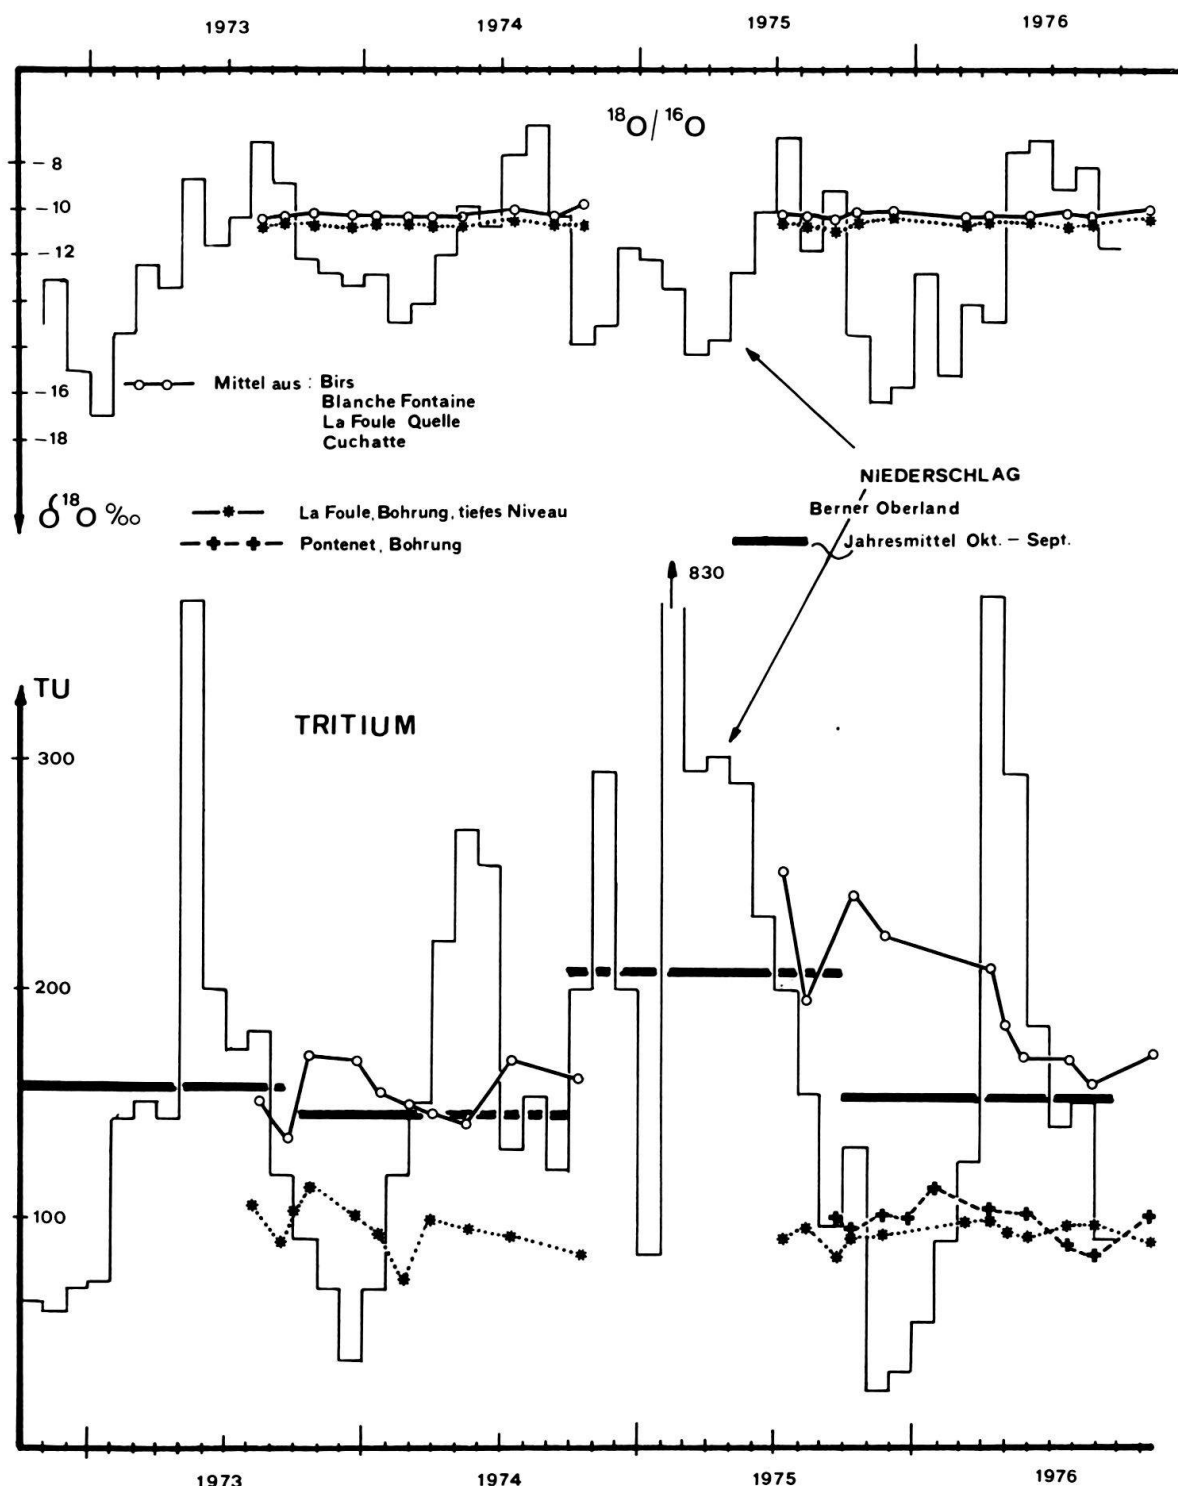 1973 1974 1975 1976
¹⁸O/¹⁶O
−8
−10
−12
−16
−18
Mittel aus : Birs
Blanche Fontaine
La Foule Quelle
Cuchatte
NIEDERSCHLAG
Berner Oberland
δ¹⁸O ‰
La Foule, Bohrung, tiefes Niveau
Pontenet, Bohrung
Jahresmittel Okt. – Sept.
830
TU
TRITIUM
300
200
100
1973 1974 1975 1976